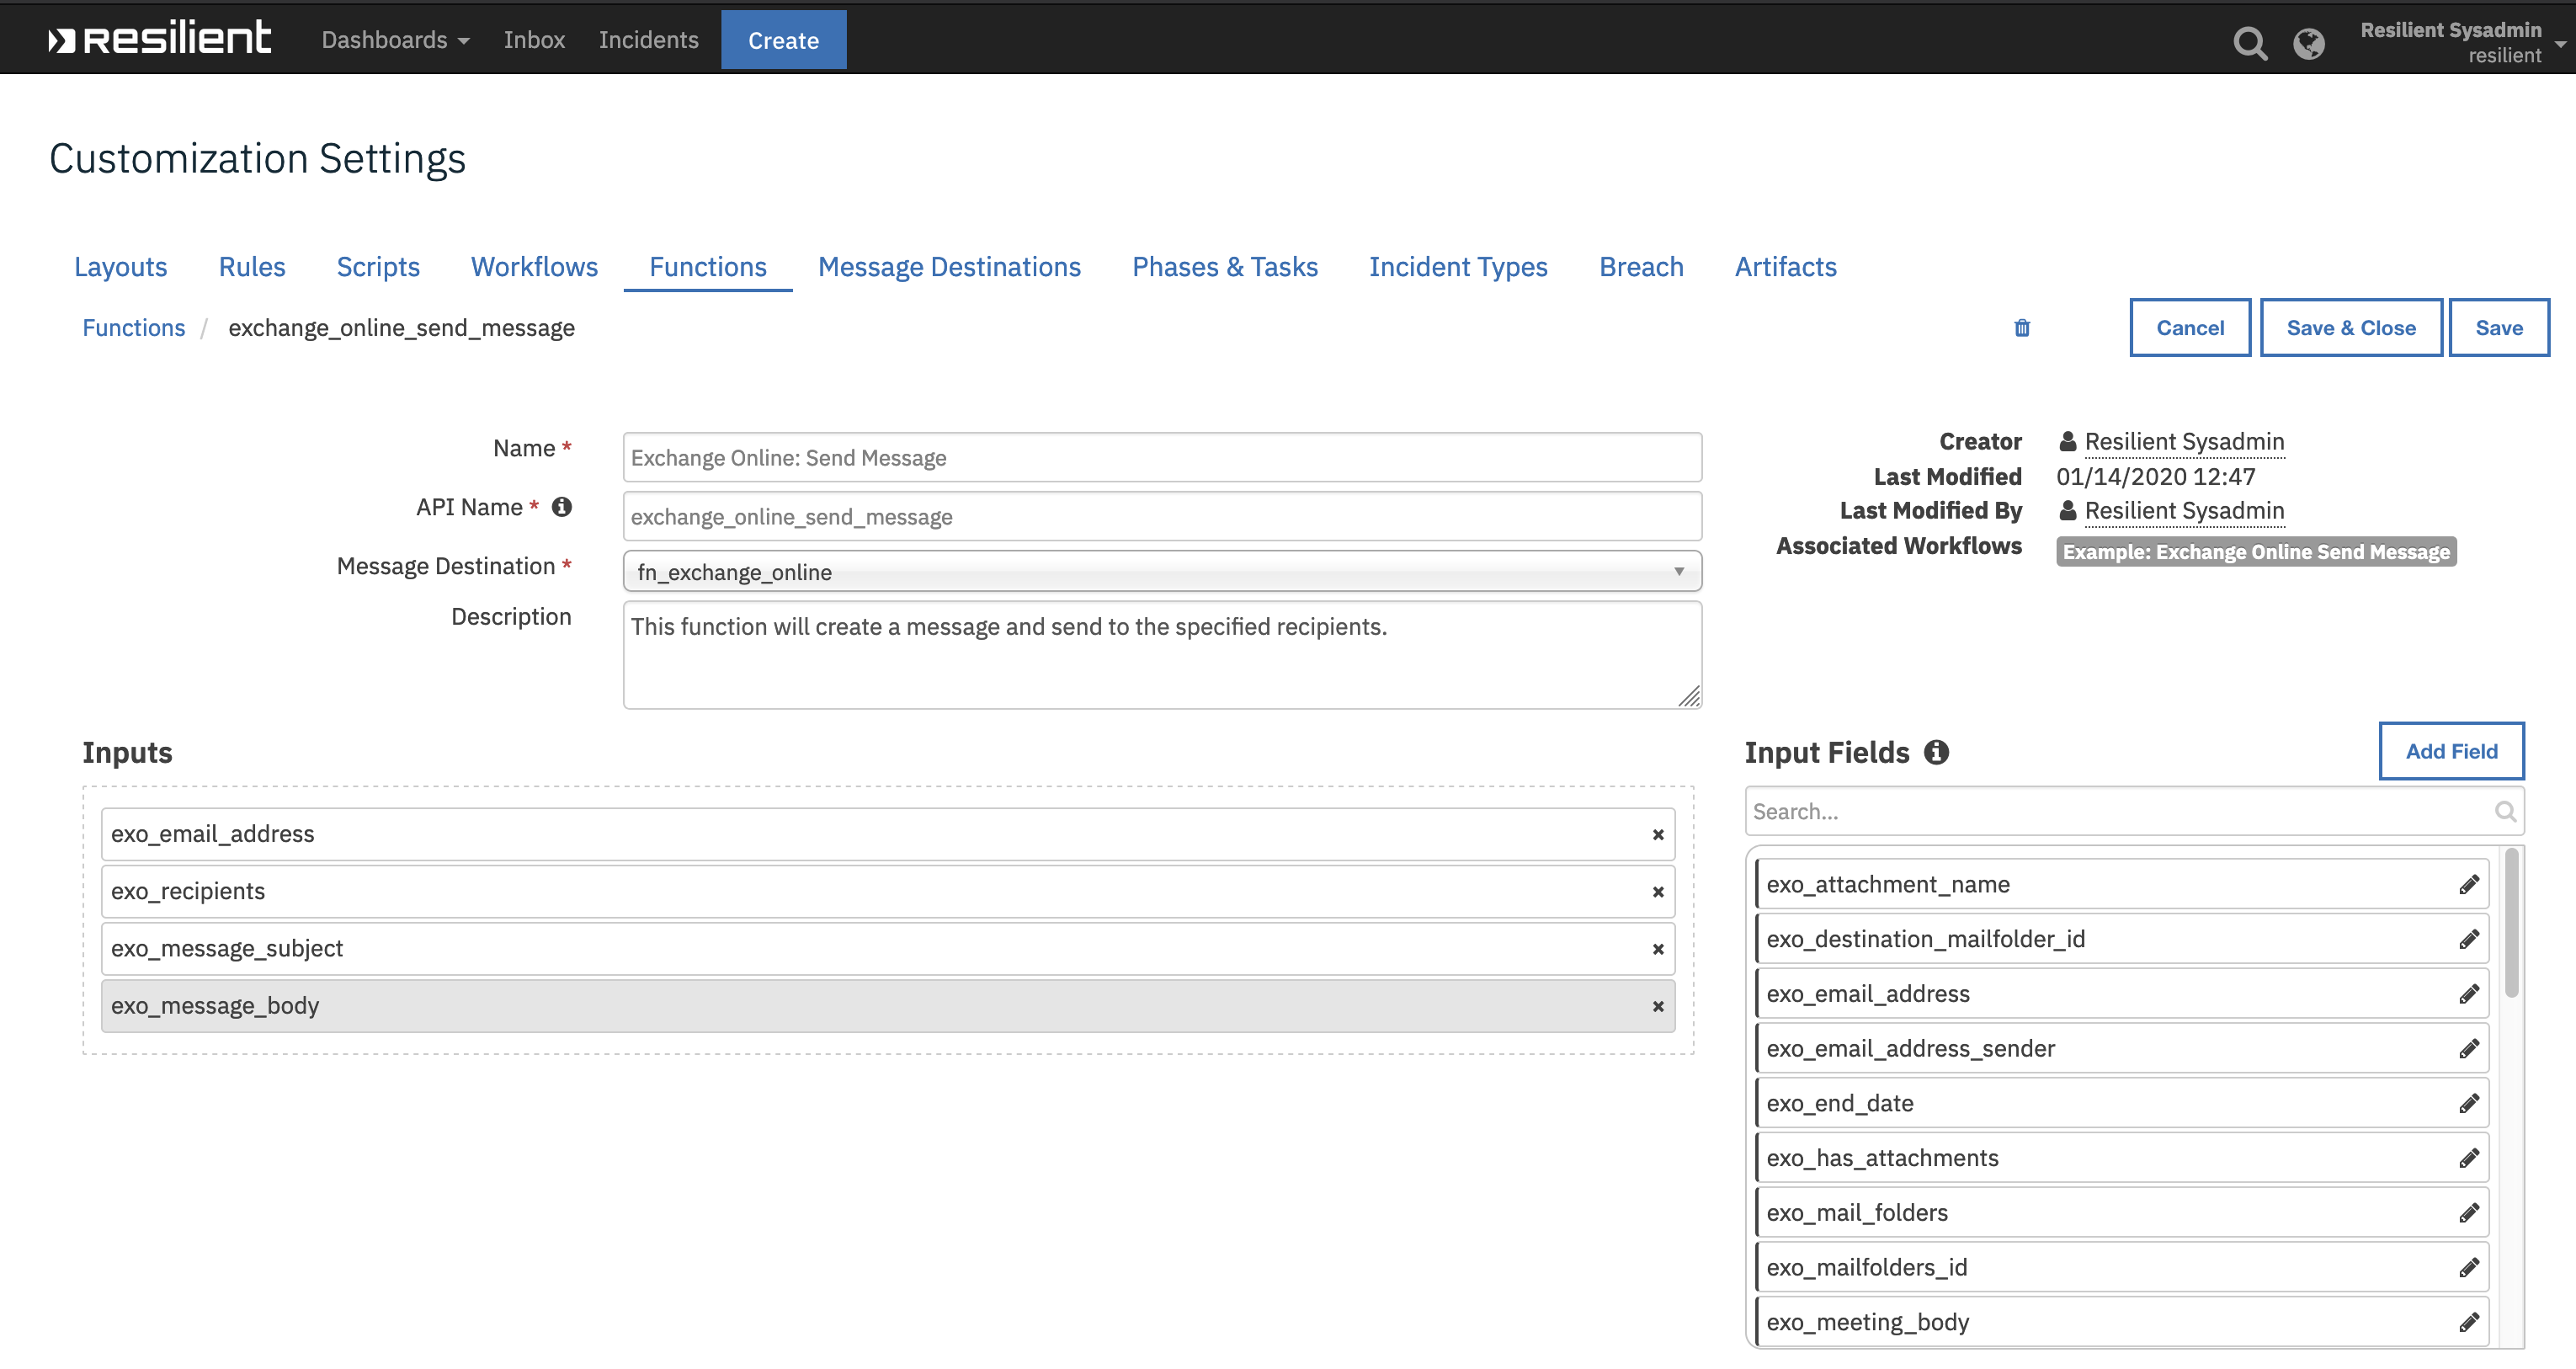 resilient Dashboards Inbox Incidents Create Resilient Sysadmin
resilient
Customization Settings
Layouts Rules Scripts Workflows Functions Message Destinations Phases & Tasks Incident Types Breach Artifacts
Functions / exchange_online_send_message Cancel Save & Close Save
Name * Exchange Online: Send Message
API Name * exchange_online_send_message
Message Destination * fn_exchange_online
Description This function will create a message and send to the specified recipients.
Creator Resilient Sysadmin
Last Modified 01/14/2020 12:47
Last Modified By Resilient Sysadmin
Associated Workflows Example: Exchange Online Send Message
Inputs
exo_email_address
exo_recipients
exo_message_subject
exo_message_body
Input Fields Add Field
Search...
exo_attachment_name
exo_destination_mailfolder_id
exo_email_address
exo_email_address_sender
exo_end_date
exo_has_attachments
exo_mail_folders
exo_mailfolders_id
exo_meeting_body